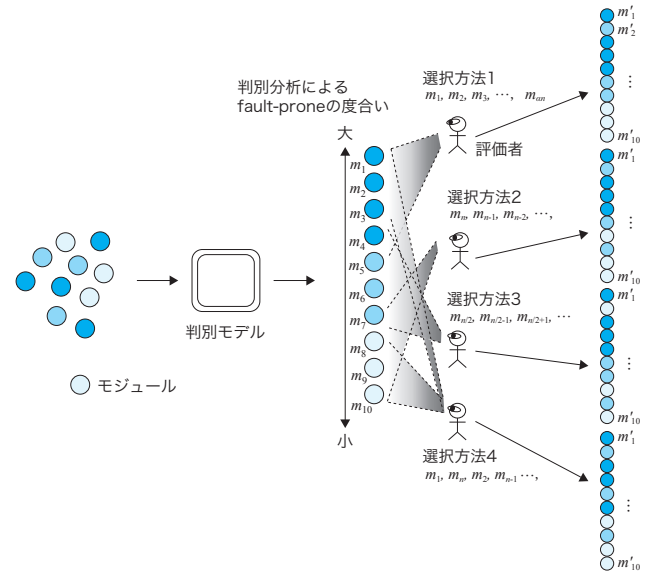 判別分析による
fault-proneの度合い
大
m1
m2
m3
m4
m5
m6
m7
m8
m9
m10
小
判別モデル
モジュール
選択方法1
m1, m2, m3, …, man
評価者
選択方法2
mn, mn-1, mn-2, …,
選択方法3
mn/2, mn/2-1, mn/2+1, …
選択方法4
m1, mn, m2, mn-1 …,
m′1
m′2
⋮
m′10
m′1
⋮
m′10
m′1
⋮
m′10
m′1
⋮
m′10